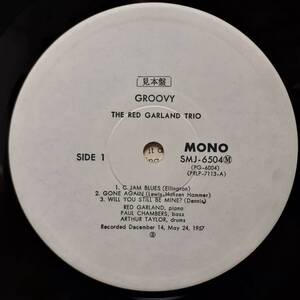 見本盤
GROOVY
THE RED GARLAND TRIO
SIDE 1
MONO
SMJ-6504Ⓜ
(PG-6004)
(PRLP-7113-A)
1. C. JAM BLUES (Ellington)
2. GONE AGAIN (Lewis, Hamner)
3. WILL YOU STILL BE MINE? (Dennis)
RED GARLAND, piano
PAUL CHAMBERS, bass
ARTHUR TAYLOR, drums
Recorded December 14, May 24, 1957